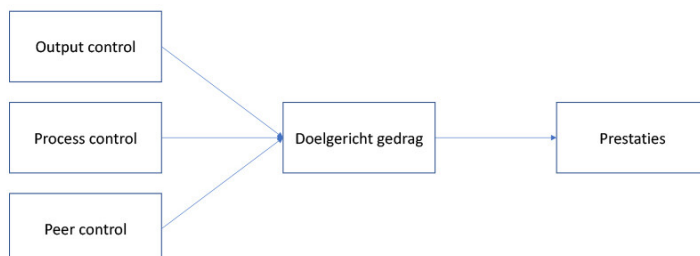 Output control
Process control
Doelgericht gedrag
Prestaties
Peer control